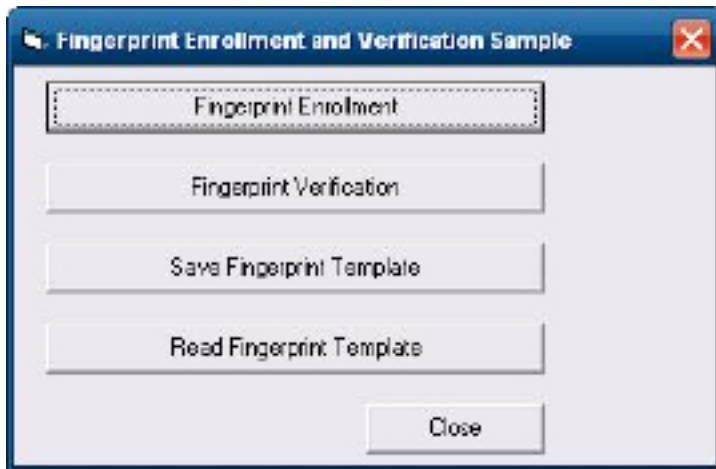 Fingerprint Enrollment and Verification Sample
Fingerprint Enrollment
Fingerprint Verification
Save Fingerprint Template
Read Fingerprint Template
Close